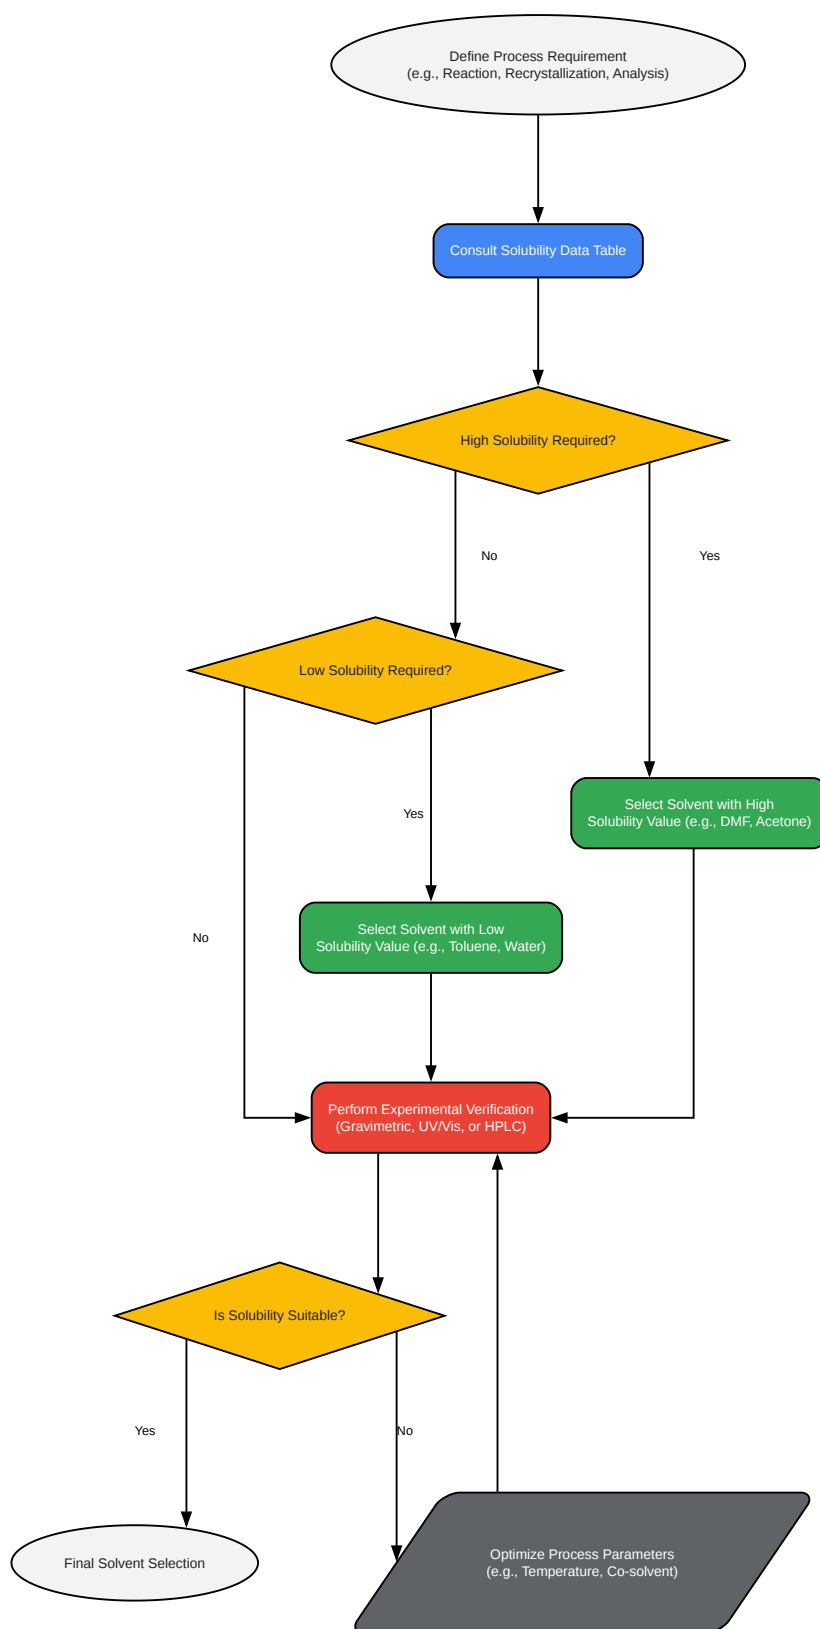 Define Process Requirement
(e.g., Reaction, Recrystallization, Analysis)
Consult Solubility Data Table
High Solubility Required?
No
Yes
Low Solubility Required?
Yes
Select Solvent with High
Solubility Value (e.g., DMF, Acetone)
No
Select Solvent with Low
Solubility Value (e.g., Toluene, Water)
Perform Experimental Verification
(Gravimetric, UV/Vis, or HPLC)
Is Solubility Suitable?
Yes
No
Final Solvent Selection
Optimize Process Parameters
(e.g., Temperature, Co-solvent)